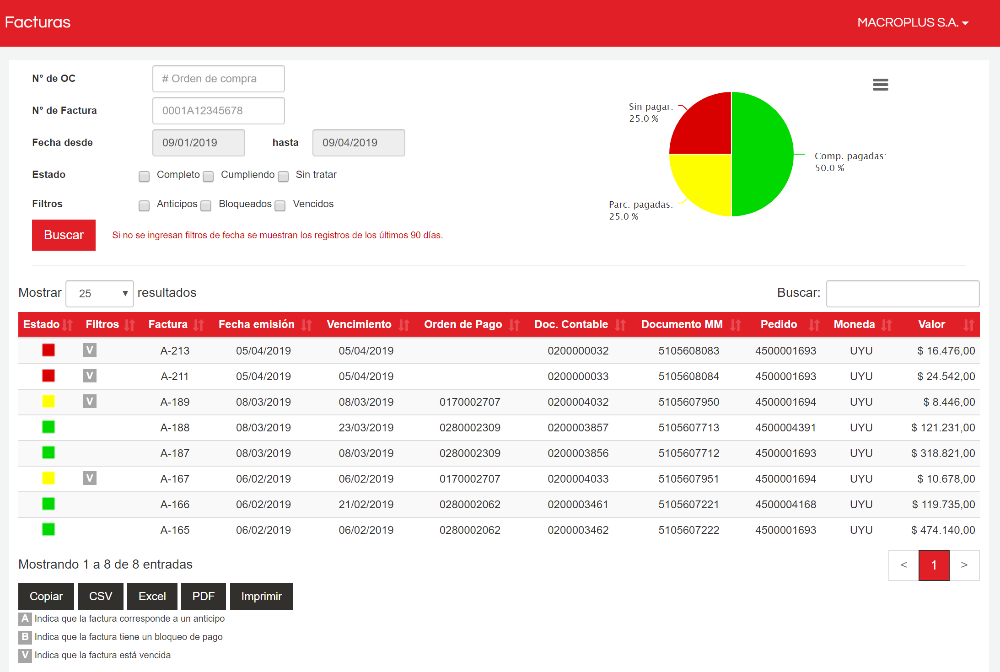 Facturas
MACROPLUS S.A.
N° de OC
# Orden de compra
N° de Factura
0001A12345678
Fecha desde
09/01/2019
hasta
09/04/2019
Estado
Completo
Cumpliendo
Sin tratar
Filtros
Anticipos
Bloqueados
Vencidos
Buscar
Si no se ingresan filtros de fecha se muestran los registros de los últimos 90 días.
Sin pagar:
25.0 %
Comp. pagadas:
50.0 %
Parc. pagadas:
25.0 %
Mostrar 25 resultados
Buscar:
Estado Filtros Factura Fecha emisión Vencimiento Orden de Pago Doc. Contable Documento MM Pedido Moneda Valor
V A-213 05/04/2019 05/04/2019 0200000032 5105608083 4500001693 UYU $ 16.476,00
V A-211 05/04/2019 05/04/2019 0200000033 5105608084 4500001693 UYU $ 24.542,00
V A-189 08/03/2019 08/03/2019 0170002707 0200004032 5105607950 4500001694 UYU $ 8.446,00
A-188 08/03/2019 23/03/2019 0280002309 0200003857 5105607713 4500004391 UYU $ 121.231,00
A-187 08/03/2019 08/03/2019 0280002309 0200003856 5105607712 4500001693 UYU $ 318.821,00
V A-167 06/02/2019 06/02/2019 0170002707 0200004033 5105607951 4500001694 UYU $ 10.678,00
A-166 06/02/2019 21/02/2019 0280002062 0200003461 5105607221 4500004168 UYU $ 119.735,00
A-165 06/02/2019 06/02/2019 0280002062 0200003462 5105607222 4500001693 UYU $ 474.140,00
Mostrando 1 a 8 de 8 entradas
< 1 >
Copiar CSV Excel PDF Imprimir
A Indica que la factura corresponde a un anticipo
B Indica que la factura tiene un bloqueo de pago
V Indica que la factura está vencida